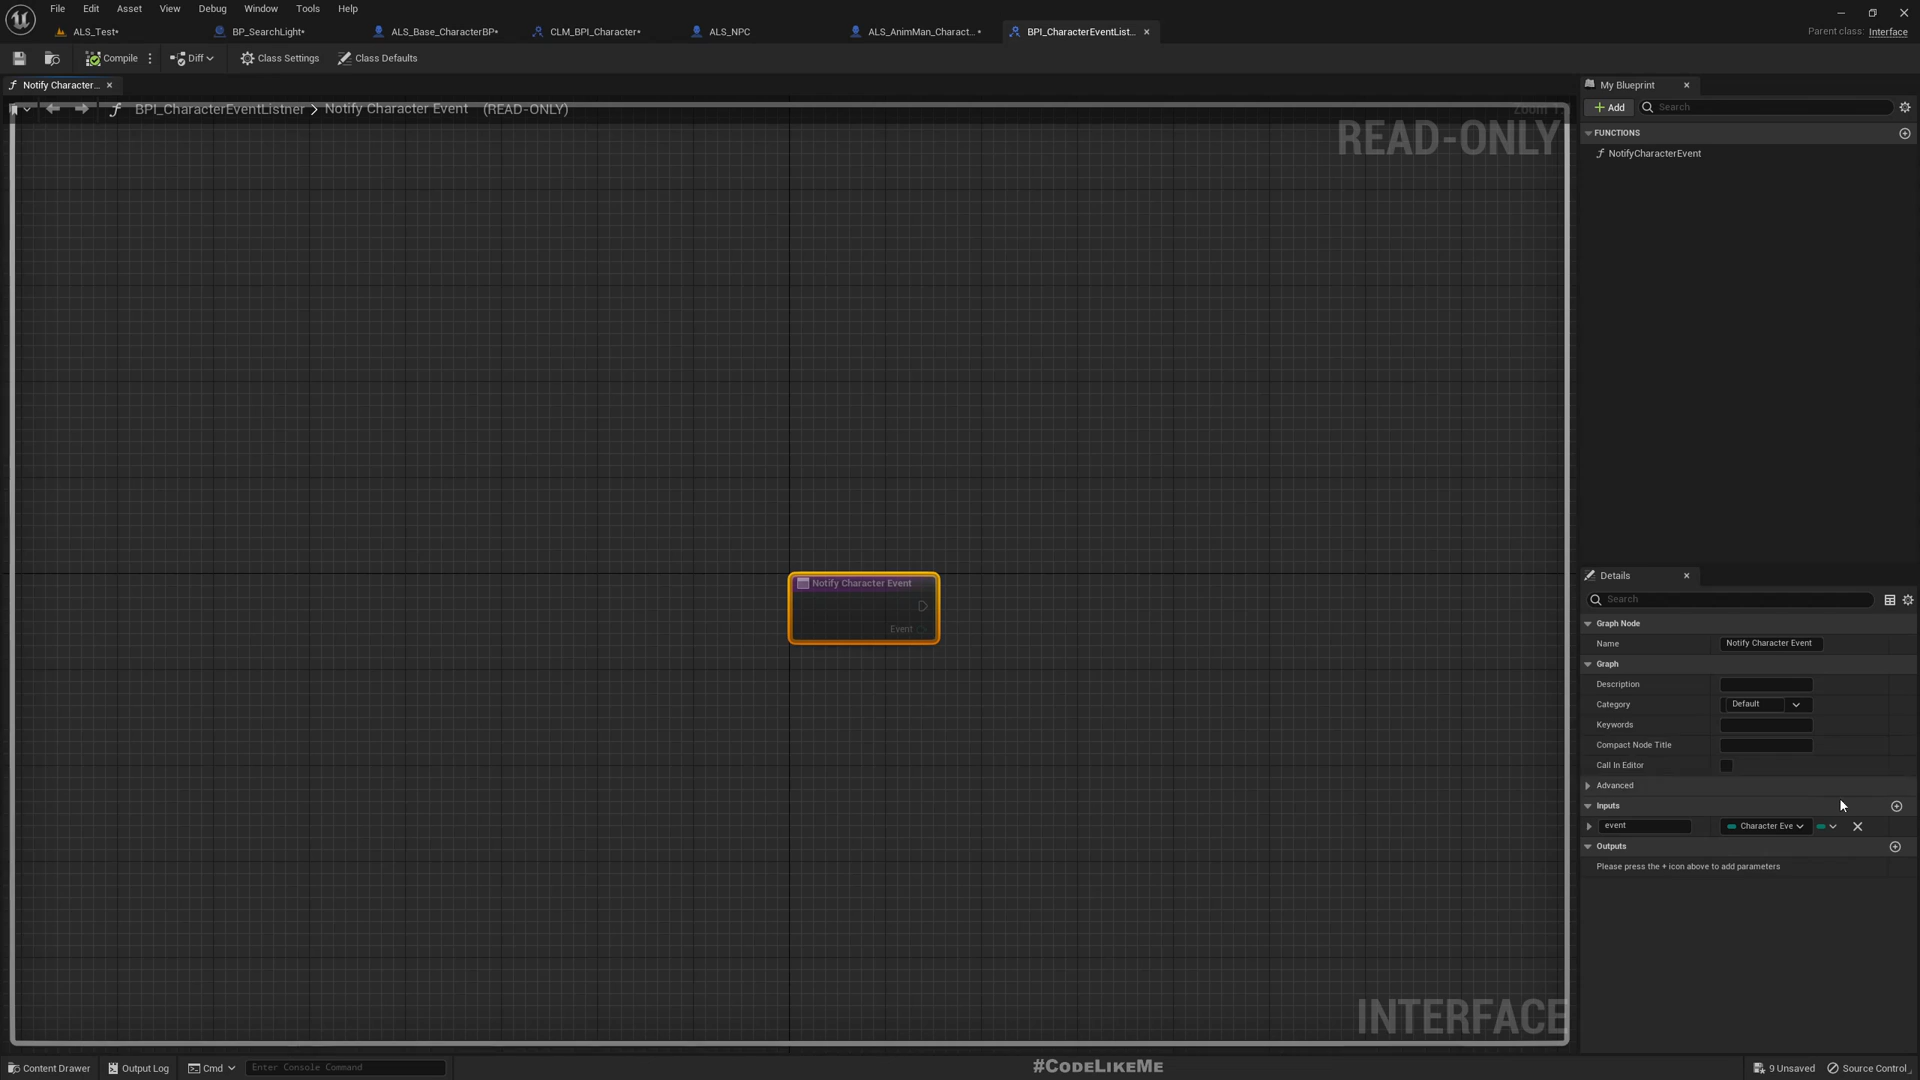 File Edit Asset View Debug Window Tools Help
ALS_Test* BP_SearchLight* ALS_Base_CharacterBP* CLM_BPI_Character* ALS_NPC ALS_AnimMan_Charact...* BPI_CharacterEventList...
Parent class: Interface
Compile Diff Class Settings Class Defaults
Notify Character...
My Blueprint
BPI_CharacterEventListner > Notify Character Event (READ-ONLY)
READ-ONLY
Add Search
FUNCTIONS
NotifyCharacterEvent
Notify Character Event
Event
Details
Search
Graph Node
Name Notify Character Event
Graph
Description
Category Default
Keywords
Compact Node Title
Call In Editor
Advanced
Inputs
event Character Eve
Outputs
Please press the + icon above to add parameters
INTERFACE
Content Drawer Output Log Cmd Enter Console Command
#CODELIKEME
9 Unsaved Source Control